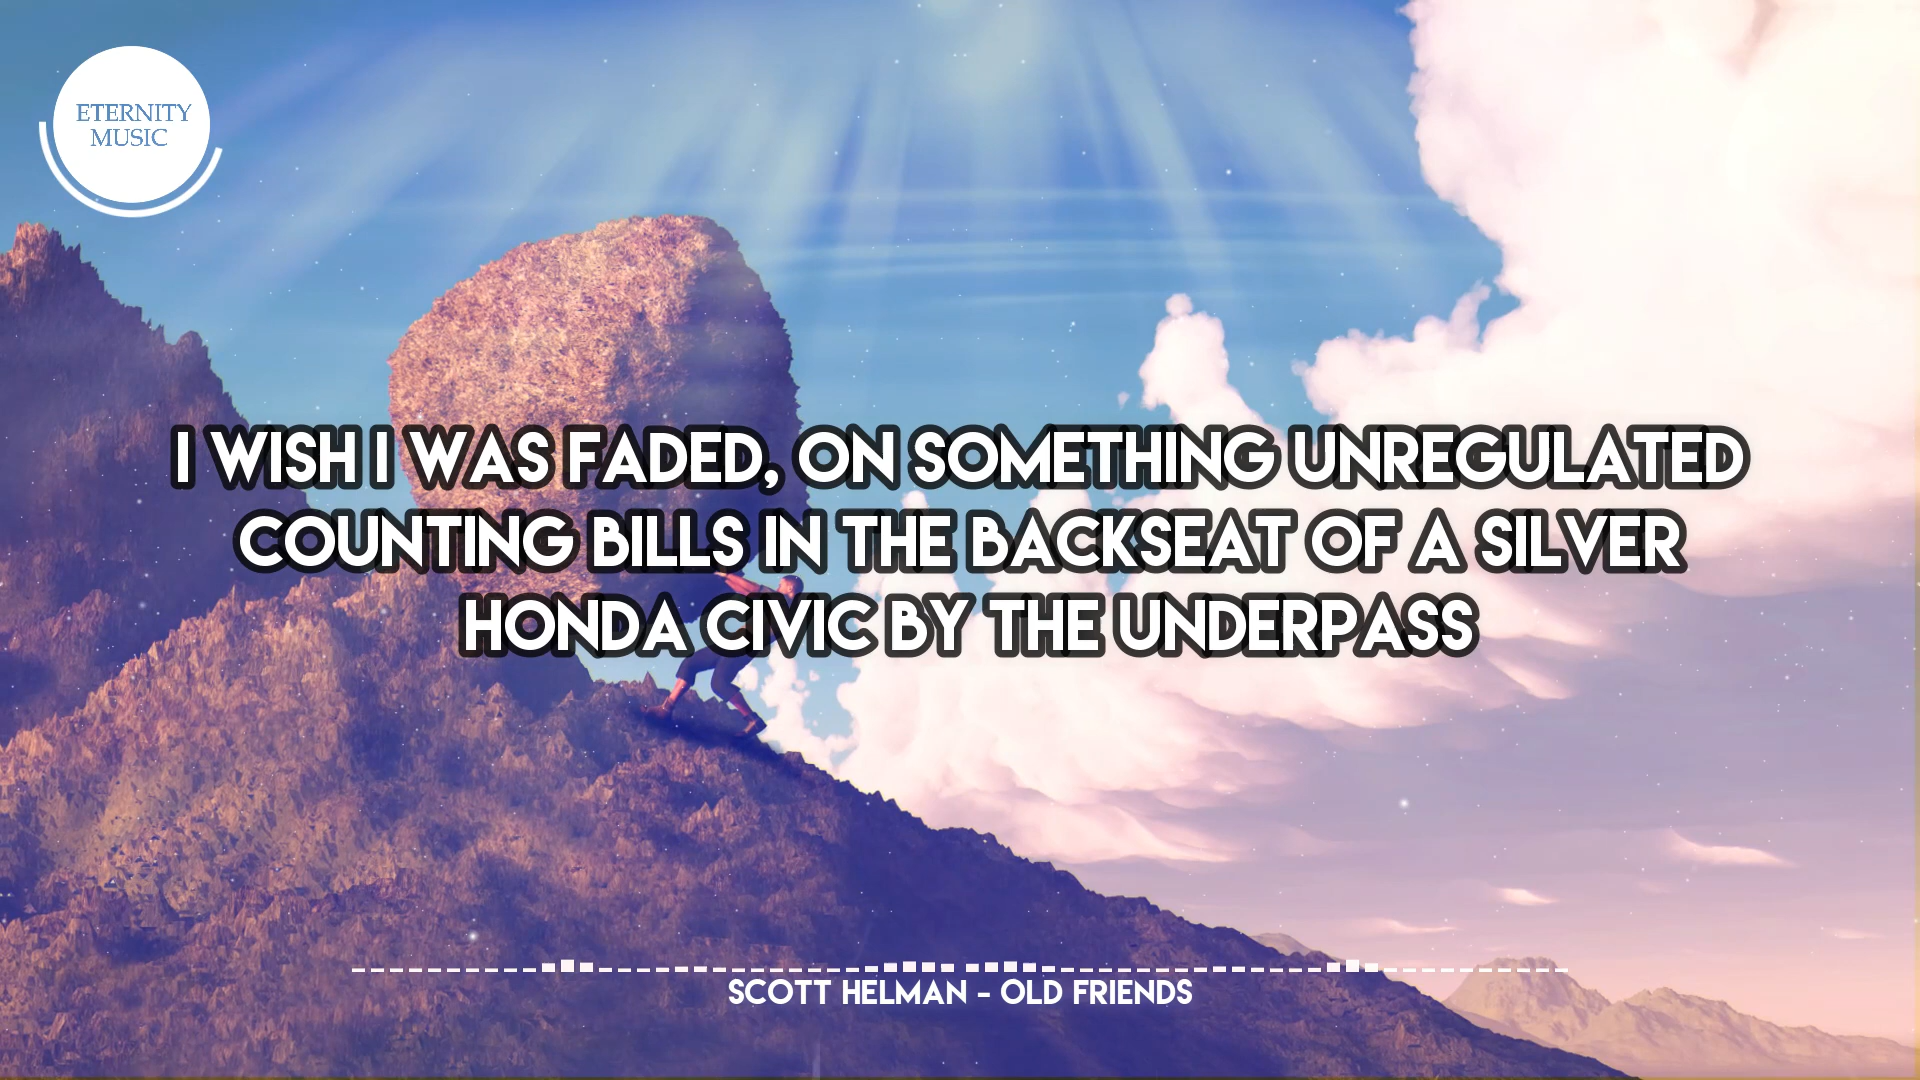 ETERNITY
MUSIC
I WISH I WAS FADED, ON SOMETHING UNREGULATED
COUNTING BILLS IN THE BACKSEAT OF A SILVER
HONDA CIVIC BY THE UNDERPASS
SCOTT HELMAN - OLD FRIENDS